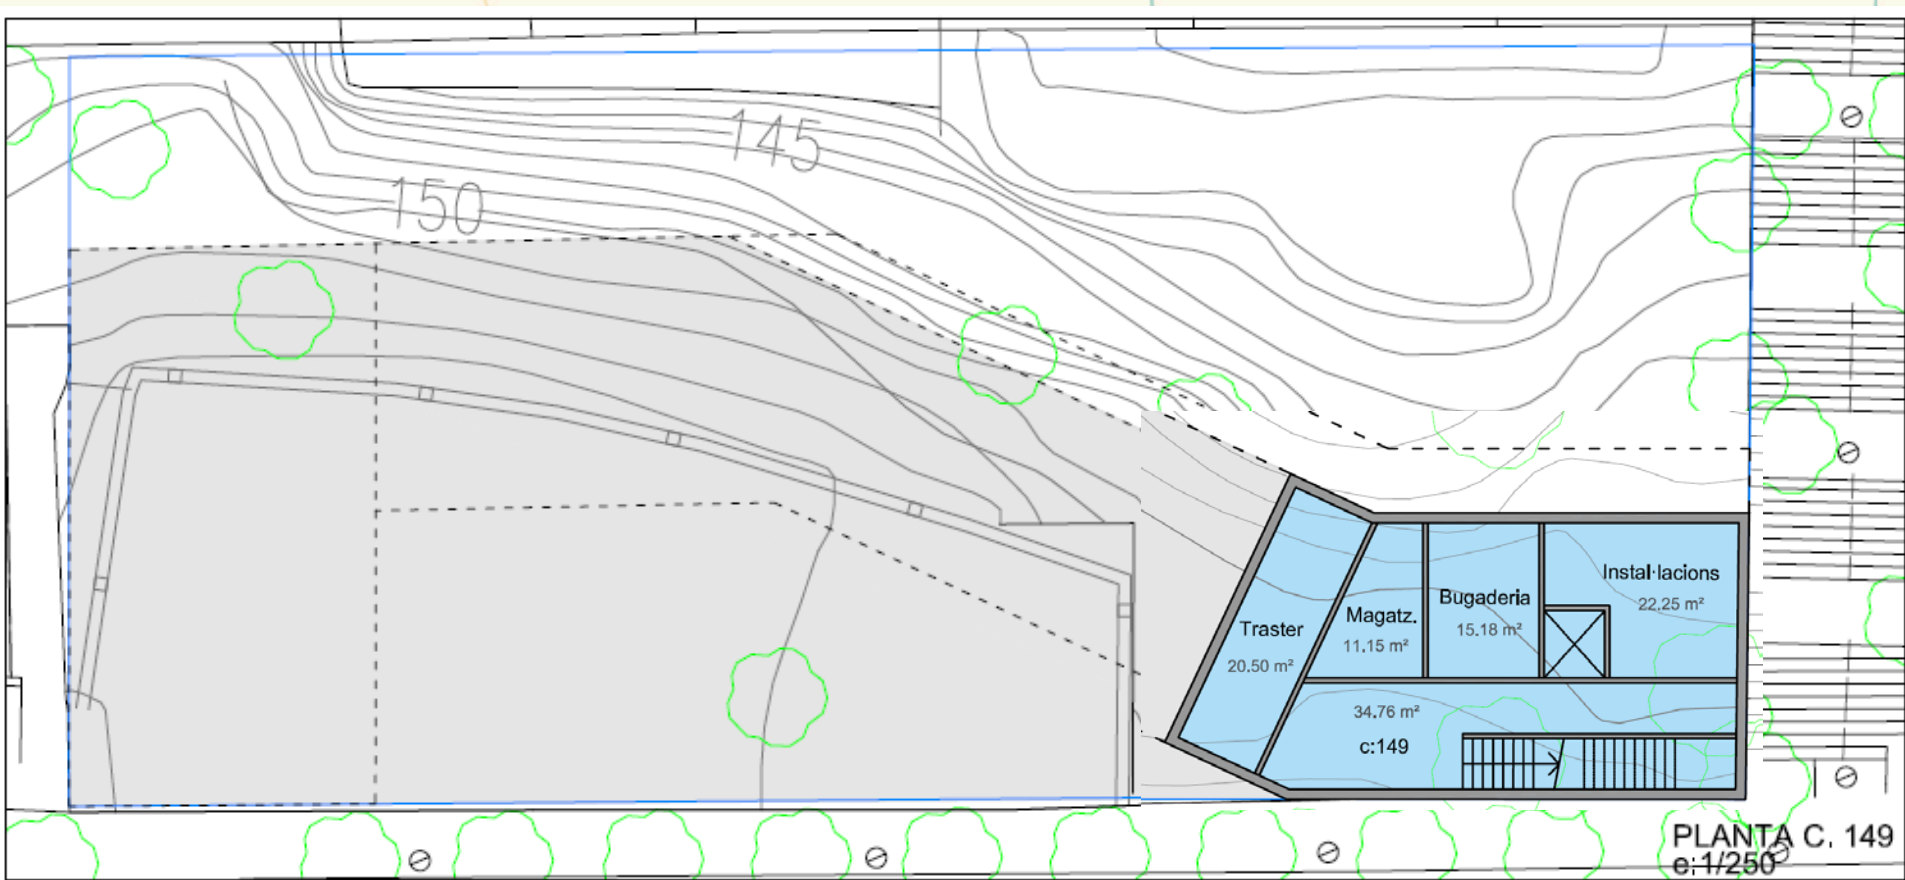 145
150
Instal·lacions
22.25 m²
Bugaderia
15.18 m²
Magatz.
11.15 m²
Traster
20.50 m²
34.76 m²
c:149
PLANTA C. 149
e:1/250